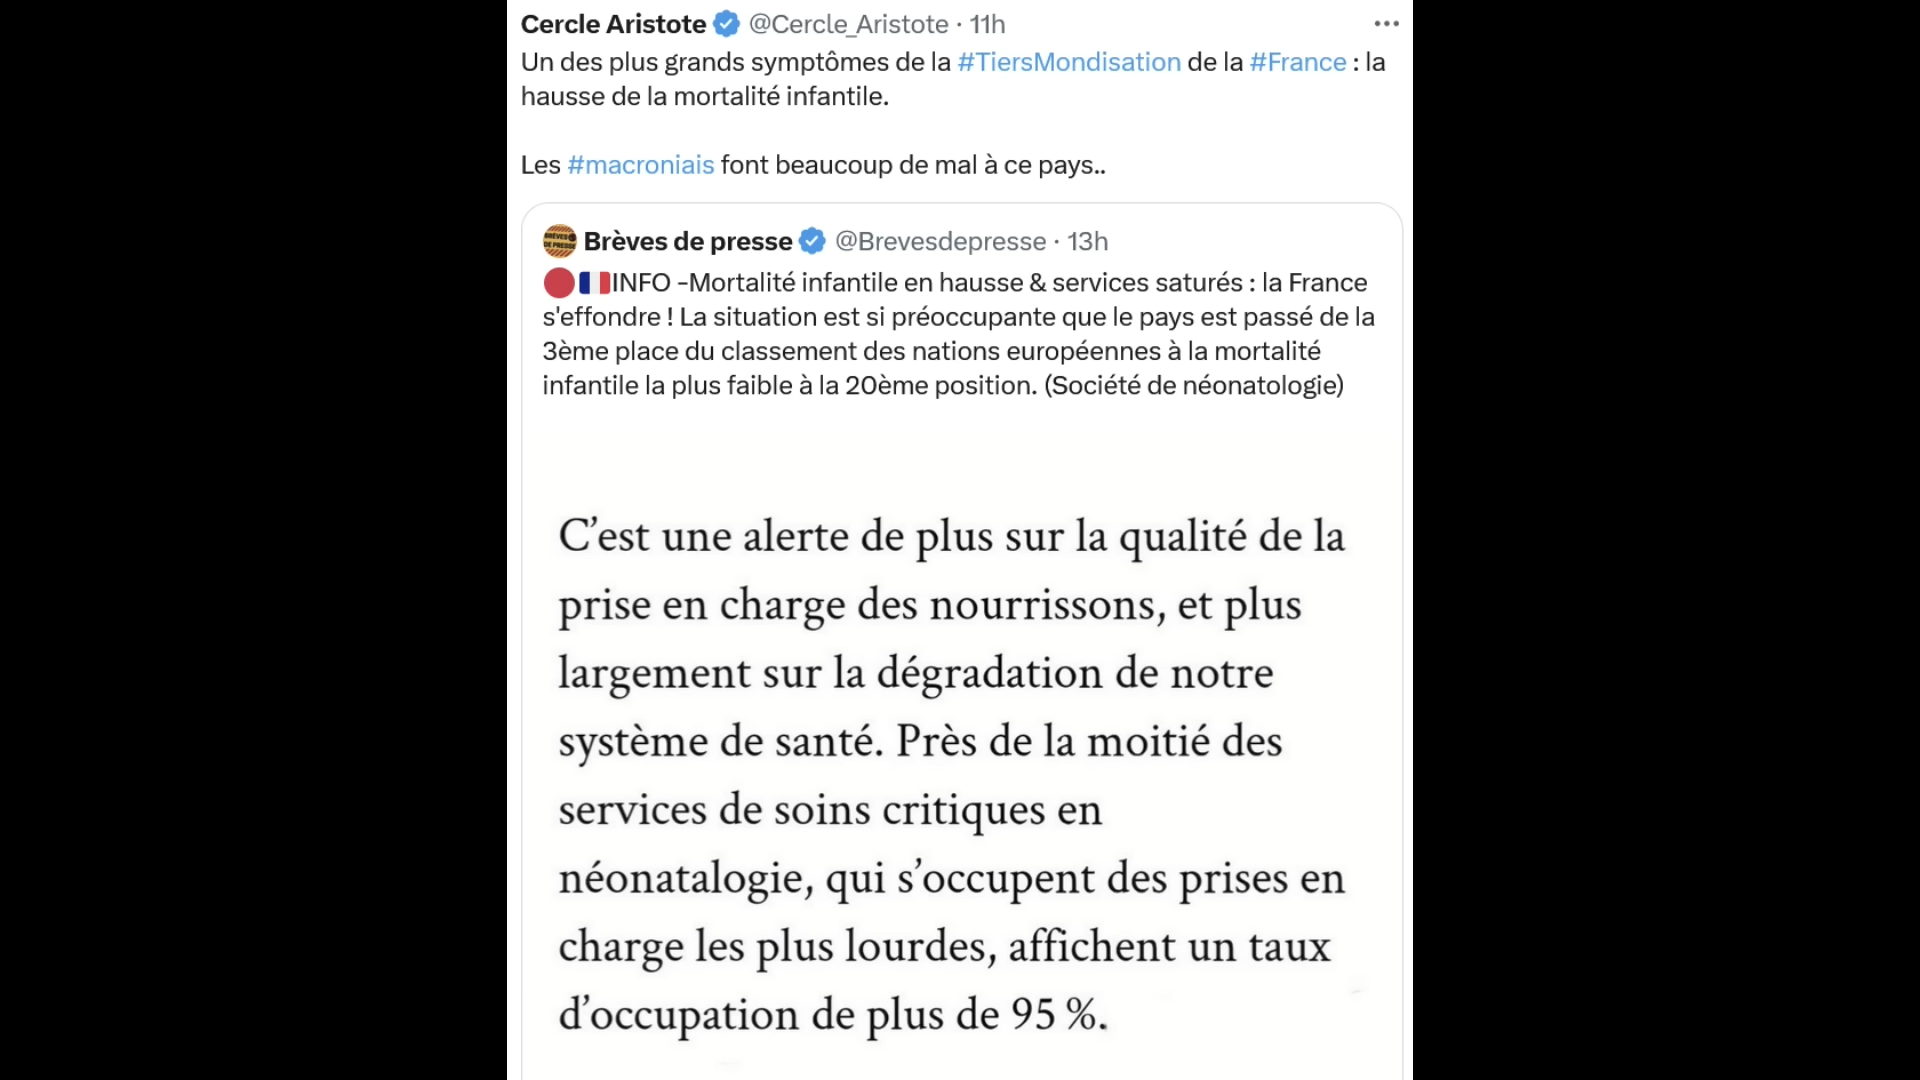 Cercle Aristote @Cercle_Aristote · 11h
Un des plus grands symptômes de la #TiersMondisation de la #France : la
hausse de la mortalité infantile.
Les #macroniais font beaucoup de mal à ce pays..
BRÈVES
DE PRESSE
Brèves de presse @Brevesdepresse · 13h
INFO -Mortalité infantile en hausse & services saturés : la France
s'effondre ! La situation est si préoccupante que le pays est passé de la
3ème place du classement des nations européennes à la mortalité
infantile la plus faible à la 20ème position. (Société de néonatologie)
C’est une alerte de plus sur la qualité de la
prise en charge des nourrissons, et plus
largement sur la dégradation de notre
système de santé. Près de la moitié des
services de soins critiques en
néonatalogie, qui s’occupent des prises en
charge les plus lourdes, affichent un taux
d’occupation de plus de 95 %.